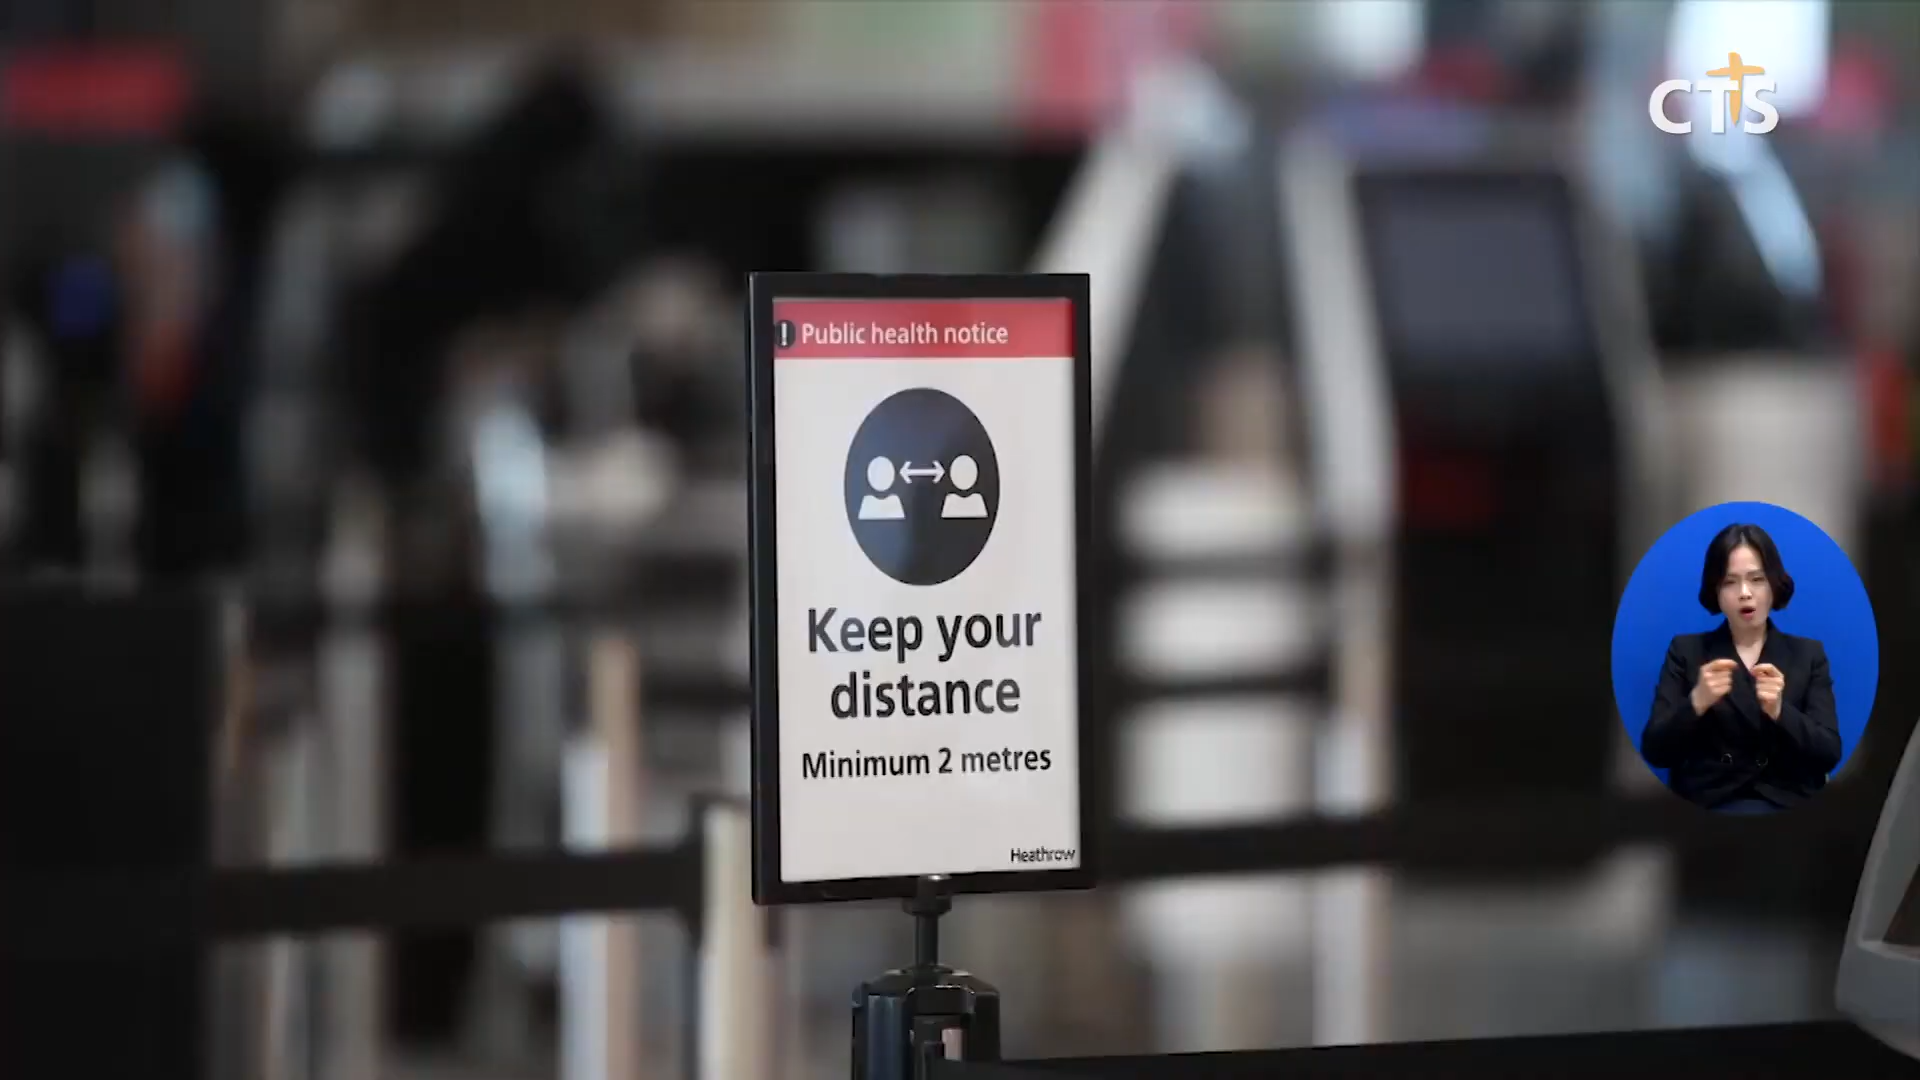 CTS
! Public health notice
Keep your
distance
Minimum 2 metres
Heathrow